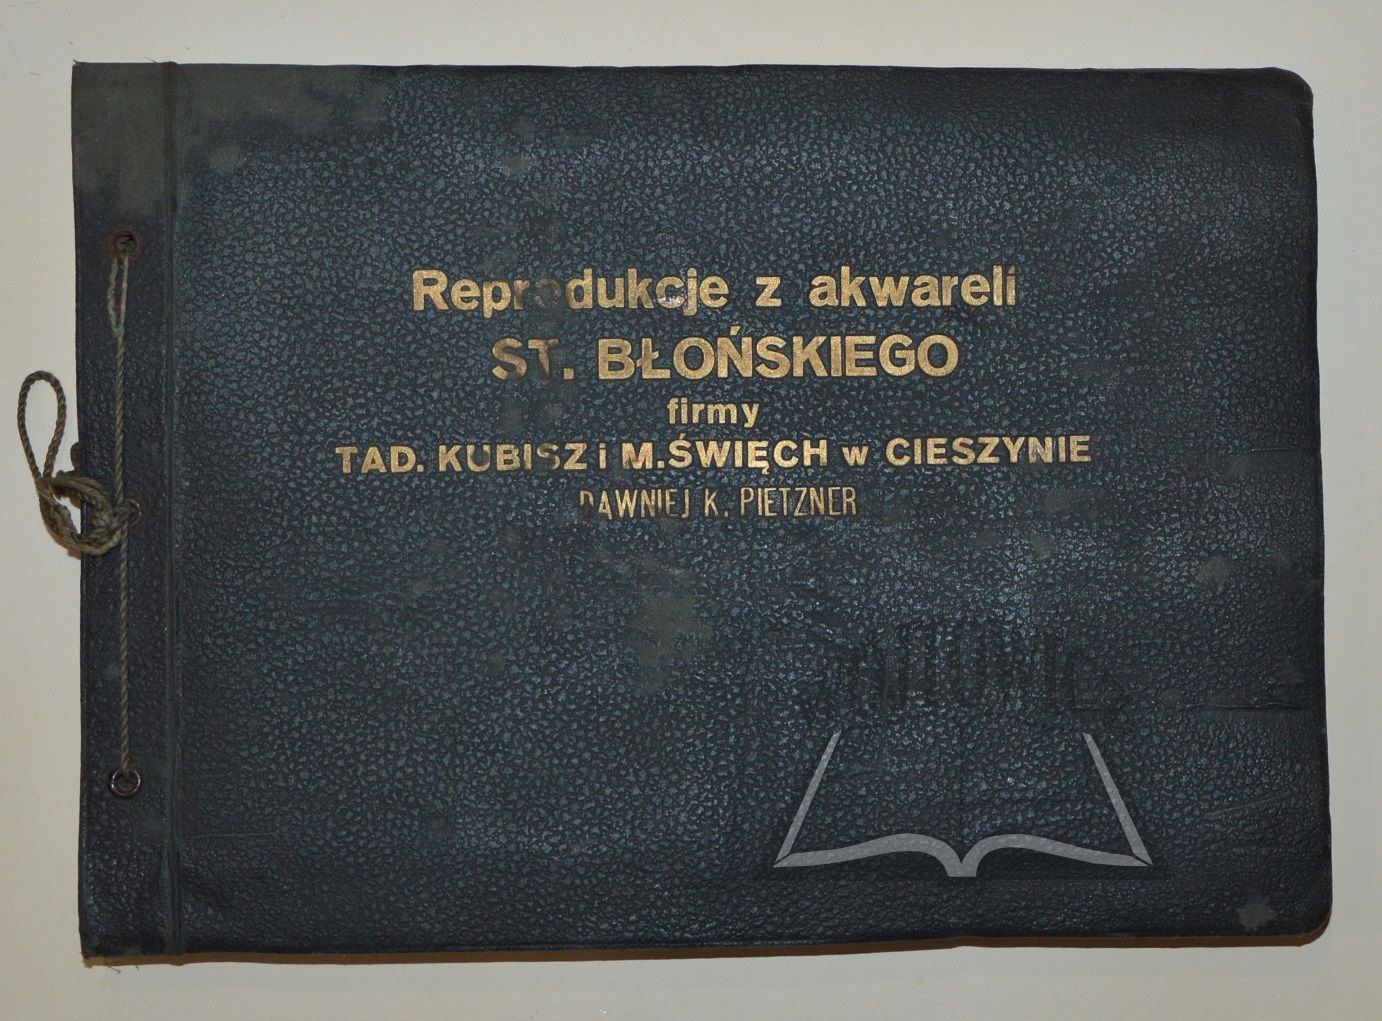 Reprodukcje z akwareli
ST. BŁOŃSKIEGO
firmy
TAD. KUBISZ i M.ŚWIĘCH w CIESZYNIE
DAWNIEJ K. PIETZNER